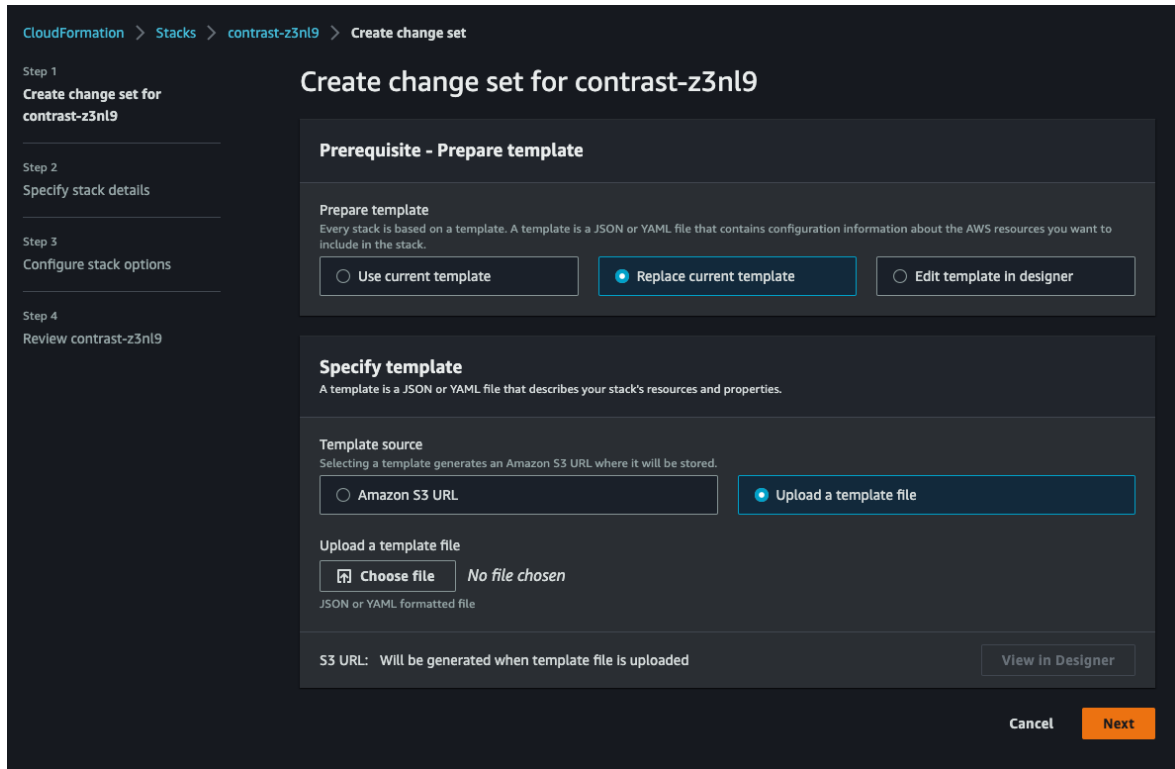 CloudFormation > Stacks > contrast-z3nl9 > Create change set
Step 1
Create change set for
contrast-z3nl9
Step 2
Specify stack details
Step 3
Configure stack options
Step 4
Review contrast-z3nl9
Create change set for contrast-z3nl9
Prerequisite - Prepare template
Prepare template
Every stack is based on a template. A template is a JSON or YAML file that contains configuration information about the AWS resources you want to
include in the stack.
Use current template
Replace current template
Edit template in designer
Specify template
A template is a JSON or YAML file that describes your stack's resources and properties.
Template source
Selecting a template generates an Amazon S3 URL where it will be stored.
Amazon S3 URL
Upload a template file
Upload a template file
Choose file No file chosen
JSON or YAML formatted file
S3 URL: Will be generated when template file is uploaded
View in Designer
Cancel
Next